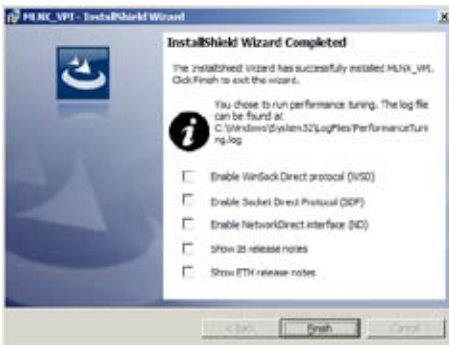 MLNX_VPI - InstallShield Wizard
InstallShield Wizard Completed
The InstallShield Wizard has successfully installed MLNX_VPI.
Click Finish to exit the wizard.
You chose to run performance tuning. The log file
can be found at
C:\Windows\System32\LogFiles\PerformanceTuni
ng.log
Enable WinSock Direct protocol (WSD)
Enable Socket Direct Protocol (SDP)
Enable NetworkDirect interface (ND)
Show IB release notes
Show ETH release notes
< Back
Finish
Cancel